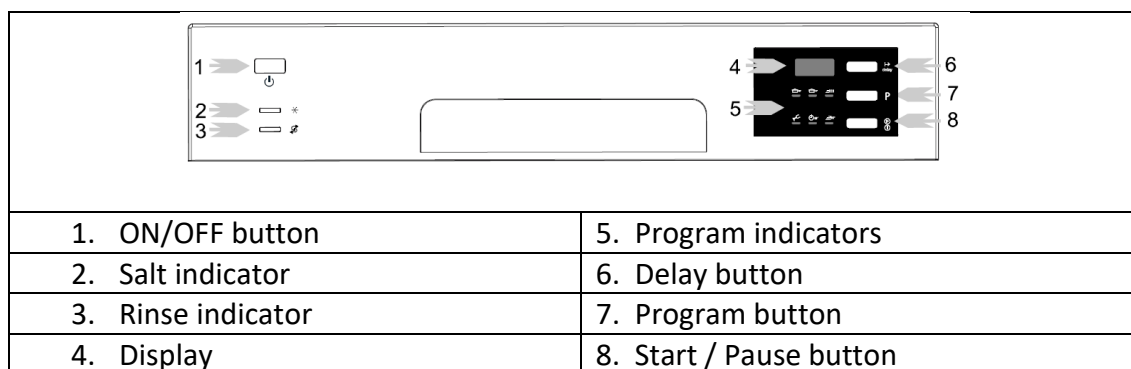 1
4
6
delay
5
P
7
2
3
8
1. ON/OFF button
5. Program indicators
2. Salt indicator
6. Delay button
3. Rinse indicator
7. Program button
4. Display
8. Start / Pause button